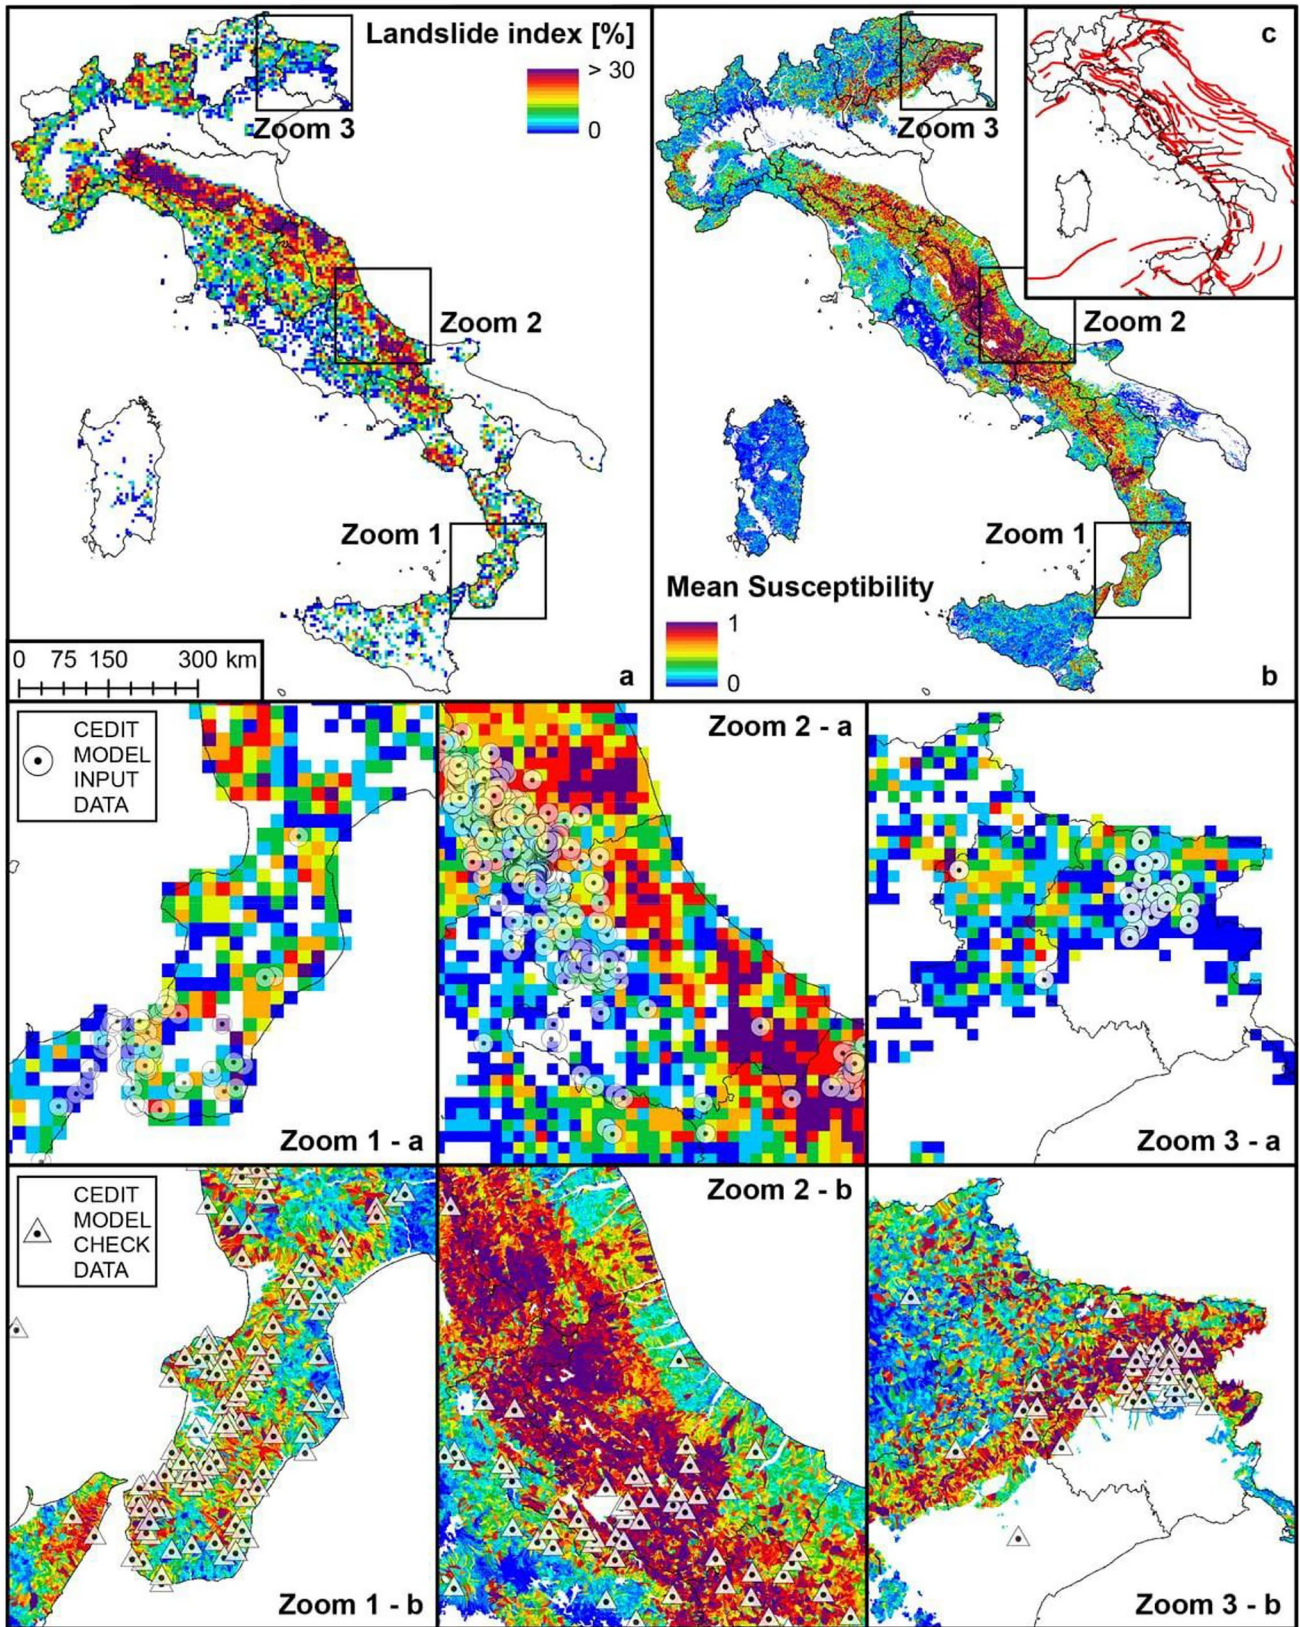 Landslide index [%]
> 30
0
Zoom 3
Zoom 2
Zoom 1
0 75 150 300 km
a
c
Zoom 3
Zoom 2
Zoom 1
Mean Susceptibility
1
0
b
CEDIT
MODEL
INPUT
DATA
Zoom 1 - a
Zoom 2 - a
Zoom 3 - a
CEDIT
MODEL
CHECK
DATA
Zoom 1 - b
Zoom 2 - b
Zoom 3 - b